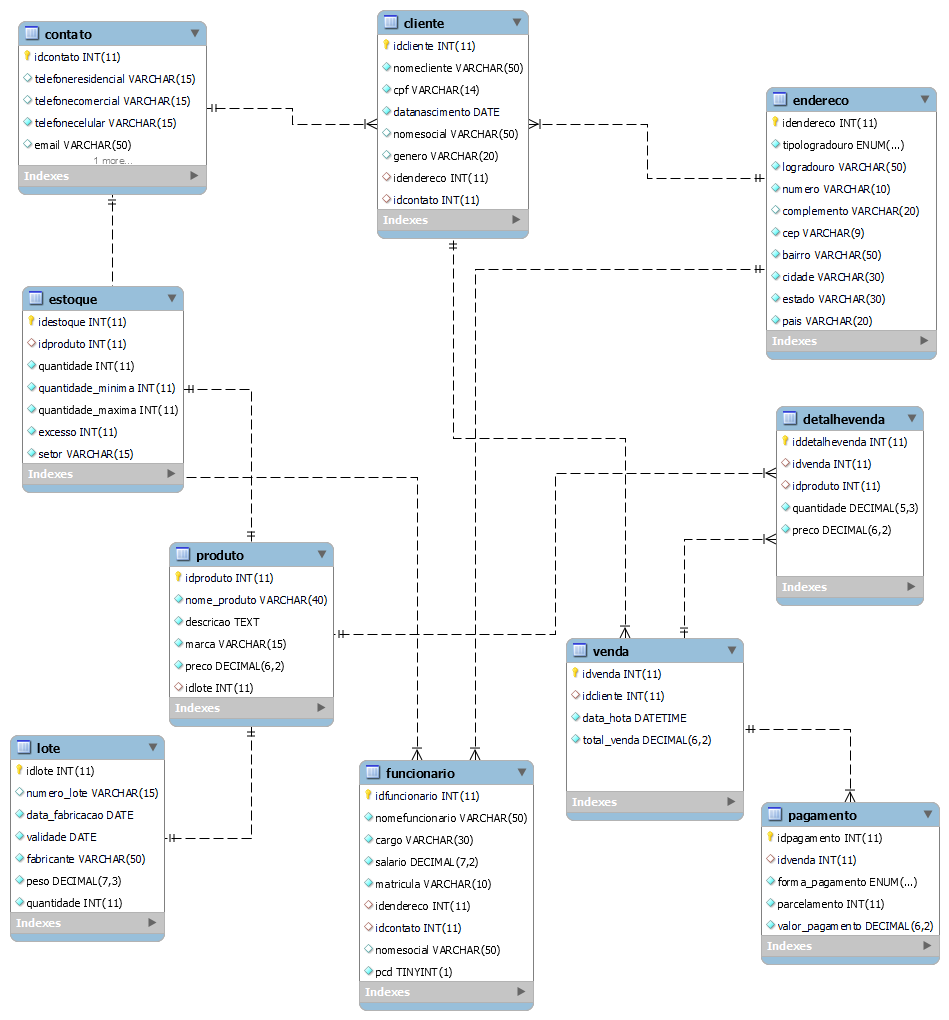 contato
idcontato INT(11)
telefoneresidencial VARCHAR(15)
telefonecomercial VARCHAR(15)
telefonecelular VARCHAR(15)
email VARCHAR(50)
1 more...
Indexes
cliente
idcliente INT(11)
nomecliente VARCHAR(50)
cpf VARCHAR(14)
datanascimento DATE
nomesocial VARCHAR(50)
genero VARCHAR(20)
idendereco INT(11)
idcontato INT(11)
Indexes
endereco
idendereco INT(11)
tipologradouro ENUM(...)
logradouro VARCHAR(50)
numero VARCHAR(10)
complemento VARCHAR(20)
cep VARCHAR(9)
bairro VARCHAR(50)
cidade VARCHAR(30)
estado VARCHAR(30)
pais VARCHAR(20)
Indexes
estoque
idestoque INT(11)
idproduto INT(11)
quantidade INT(11)
quantidade_minima INT(11)
quantidade_maxima INT(11)
excesso INT(11)
setor VARCHAR(15)
Indexes
detalhevenda
iddetalhevenda INT(11)
idvenda INT(11)
idproduto INT(11)
quantidade DECIMAL(5,3)
preco DECIMAL(6,2)
Indexes
produto
idproduto INT(11)
nome_produto VARCHAR(40)
descricao TEXT
marca VARCHAR(15)
preco DECIMAL(6,2)
idlote INT(11)
Indexes
venda
idvenda INT(11)
idcliente INT(11)
data_hota DATETIME
total_venda DECIMAL(6,2)
Indexes
lote
idlote INT(11)
numero_lote VARCHAR(15)
data_fabricacao DATE
validade DATE
fabricante VARCHAR(50)
peso DECIMAL(7,3)
quantidade INT(11)
Indexes
funcionario
idfuncionario INT(11)
nomefuncionario VARCHAR(50)
cargo VARCHAR(30)
salario DECIMAL(7,2)
matricula VARCHAR(10)
idendereco INT(11)
idcontato INT(11)
nomesocial VARCHAR(50)
pcd TINYINT(1)
Indexes
pagamento
idpagamento INT(11)
idvenda INT(11)
forma_pagamento ENUM(...)
parcelamento INT(11)
valor_pagamento DECIMAL(6,2)
Indexes